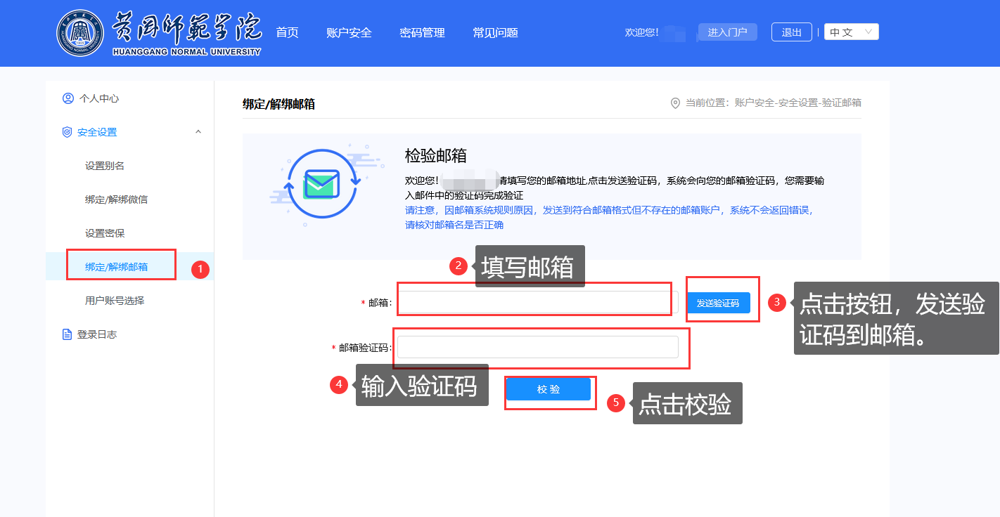 黄冈师范学院
HUANGGANG NORMAL UNIVERSITY
首页
账户安全
密码管理
常见问题
欢迎您!
进入门户
退出
中 文
个人中心
安全设置
设置别名
绑定/解绑微信
设置密保
绑定/解绑邮箱
1
用户账号选择
登录日志
绑定/解绑邮箱
当前位置：账户安全-安全设置-验证邮箱
检验邮箱
欢迎您!
请填写您的邮箱地址,点击发送验证码，系统会向您的邮箱验证码，您需要输
入邮件中的验证码完成验证
请注意，因邮箱系统规则原因，发送到符合邮箱格式但不存在的邮箱账户，系统不会返回错误，
请核对邮箱名是否正确
2
填写邮箱
* 邮箱:
发送验证码
3
点击按钮，发送验
证码到邮箱。
* 邮箱验证码:
4
输入验证码
校 验
5
点击校验